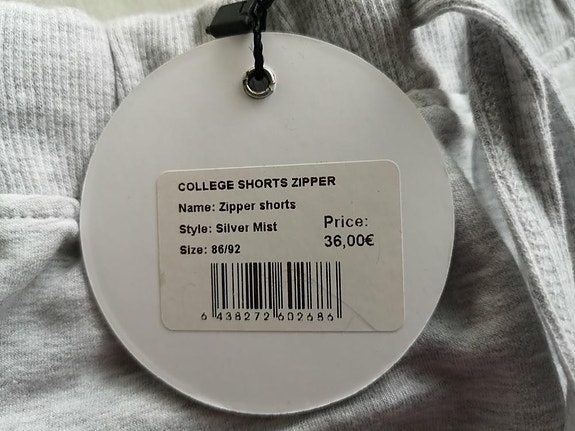 COLLEGE SHORTS ZIPPER
Name: Zipper shorts
Style: Silver Mist
Price:
Size: 86/92
36,00€
6 438272 602686